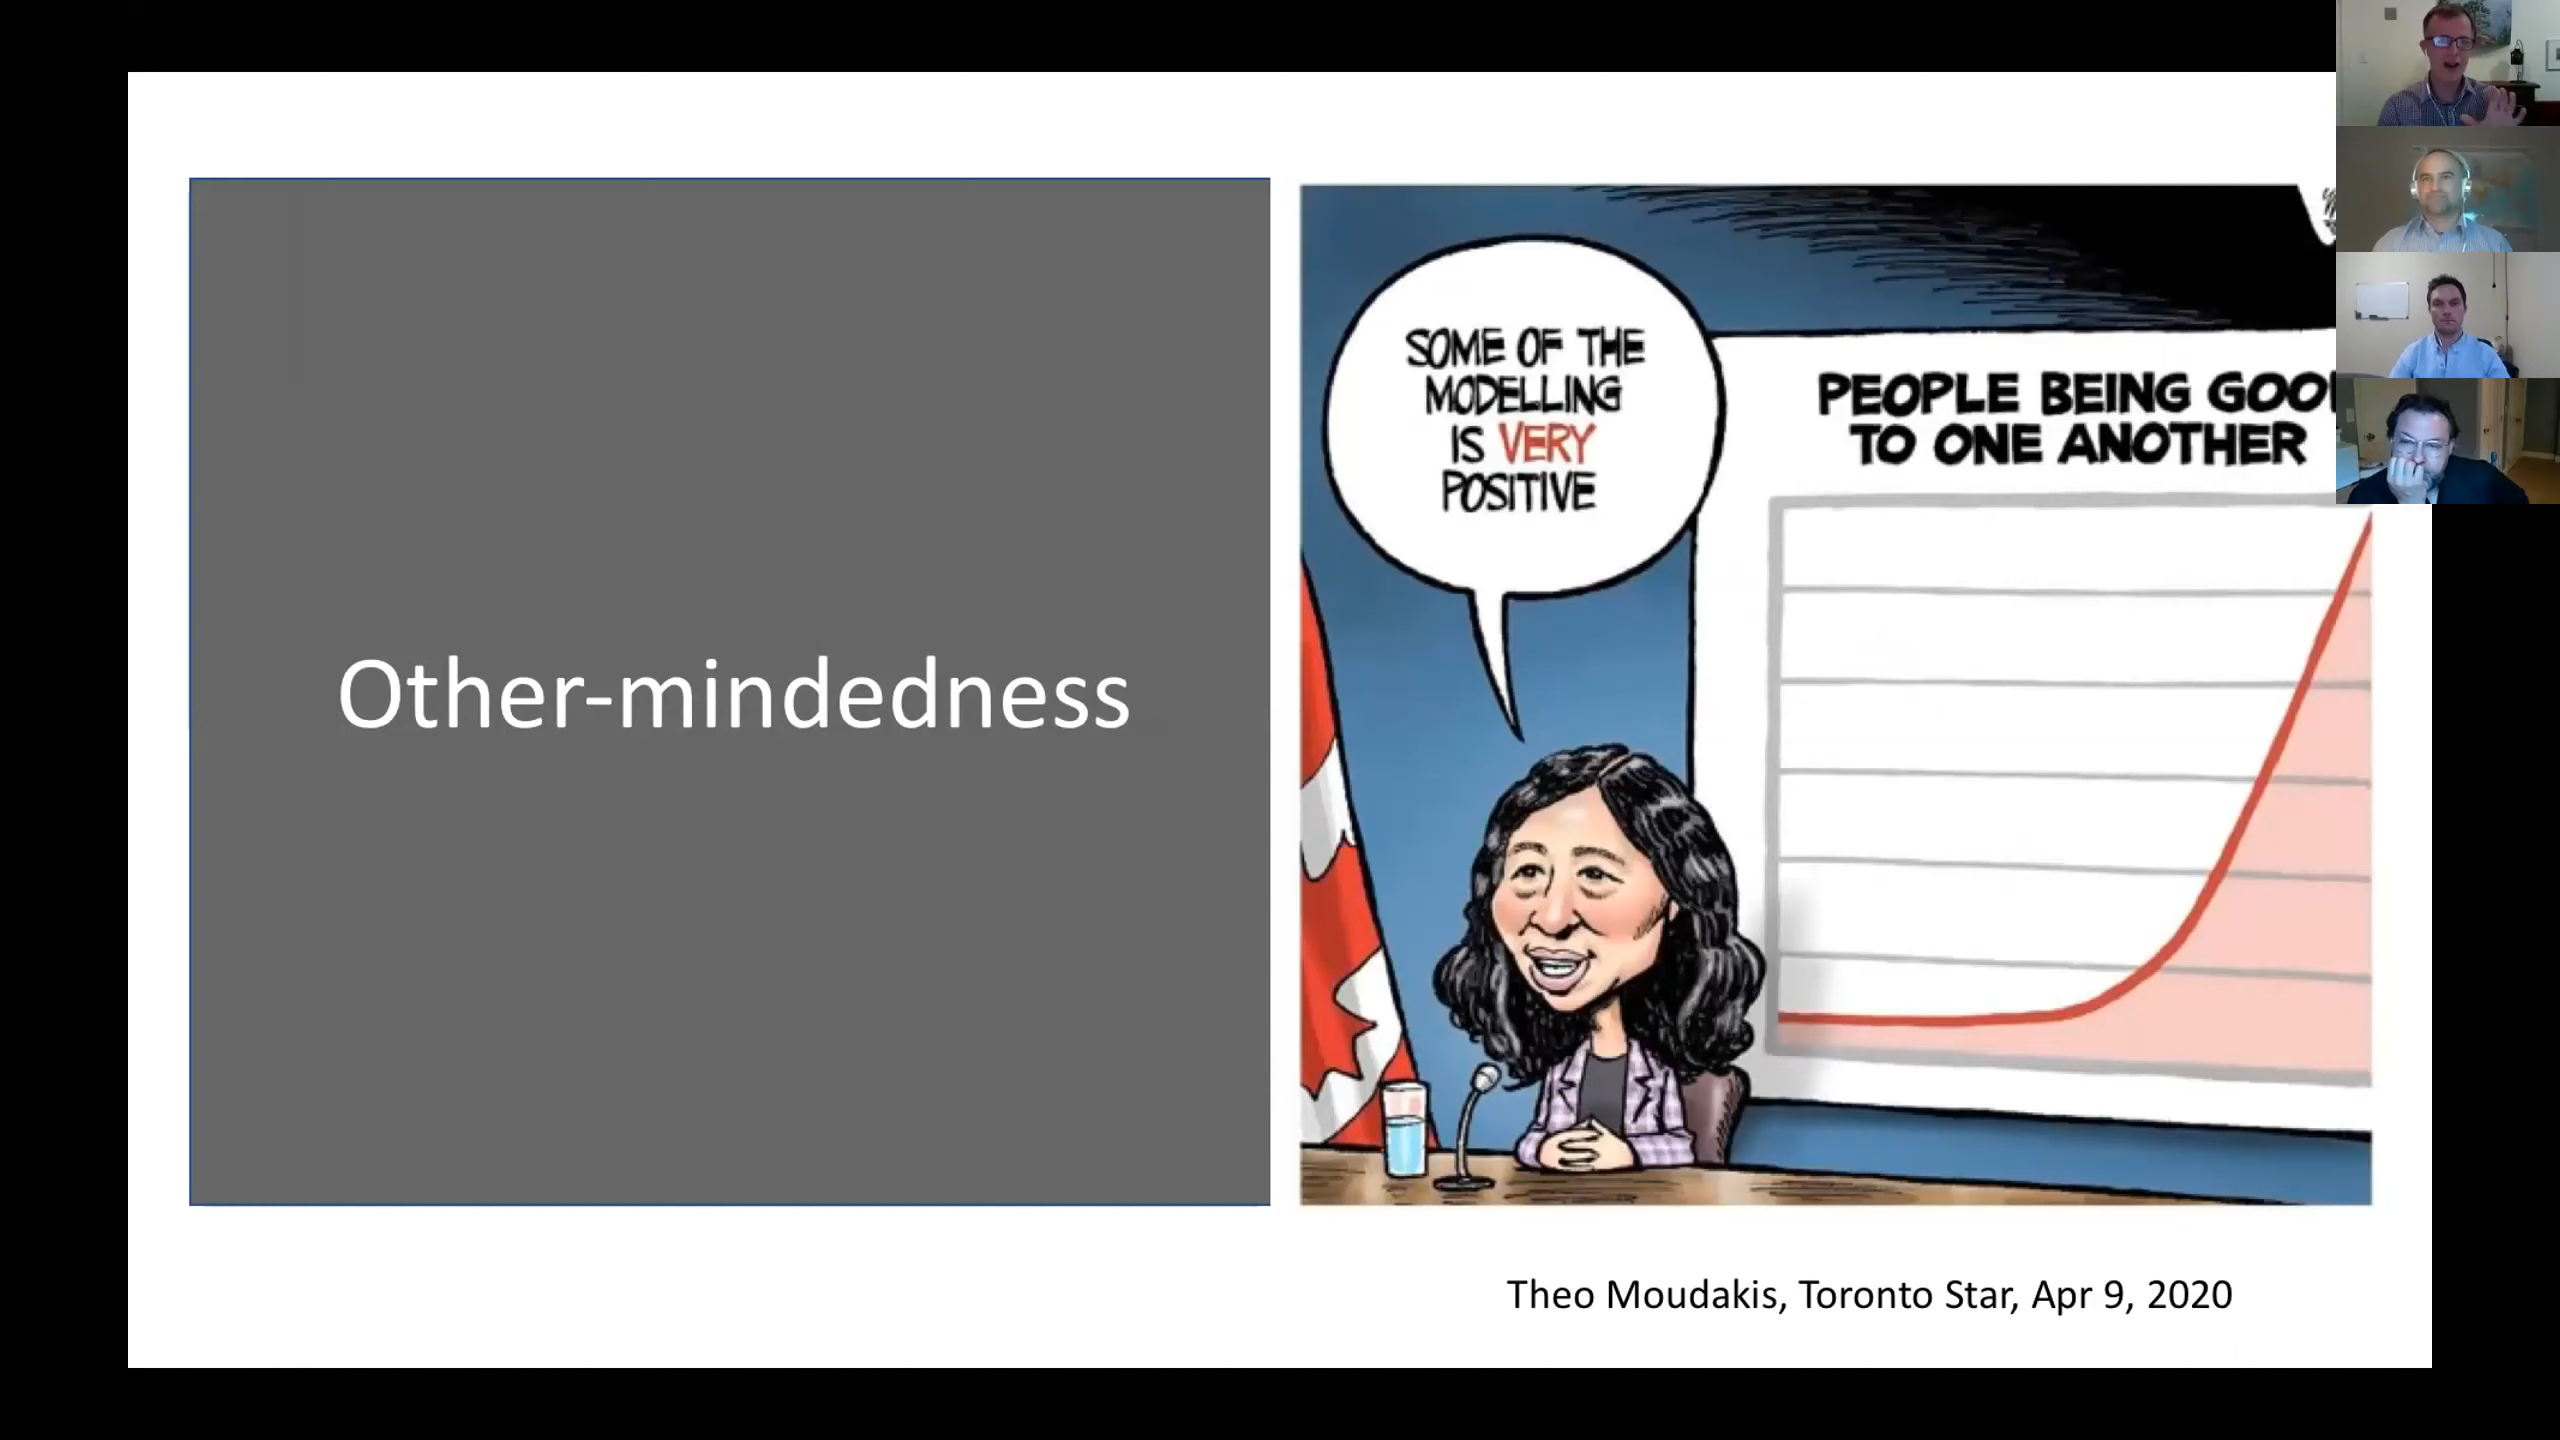 Other-mindedness
SOME OF THE
MODELLING
IS VERY
POSITIVE
PEOPLE BEING
TO ONE ANOTHER
Theo Moudakis, Toronto Star, Apr 9, 2020